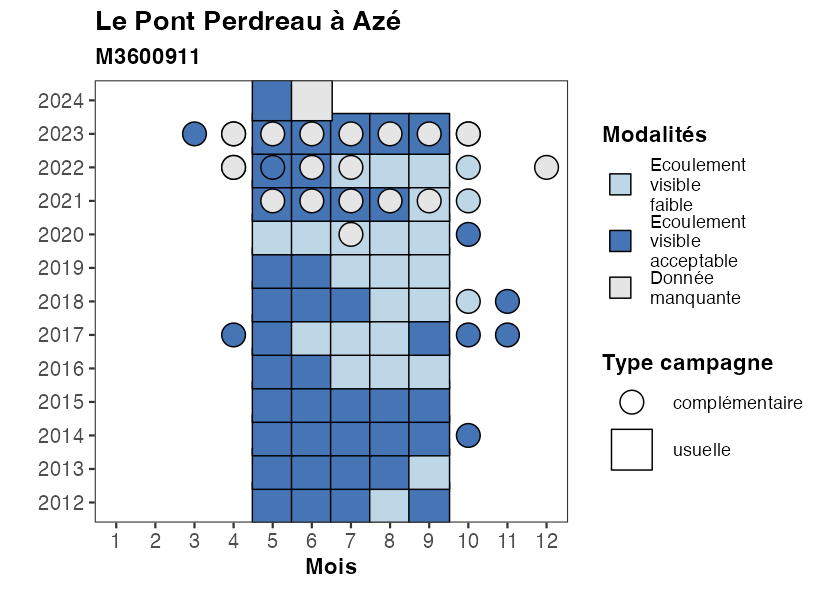 Le Pont Perdreau à Azé
M3600911
2024
2023
2022
2021
2020
2019
2018
2017
2016
2015
2014
2013
2012
1 2 3 4 5 6 7 8 9 10 11 12
Mois
Modalités
Ecoulement
visible
faible
Ecoulement
visible
acceptable
Donnée
manquante
Type campagne
complémentaire
usuelle